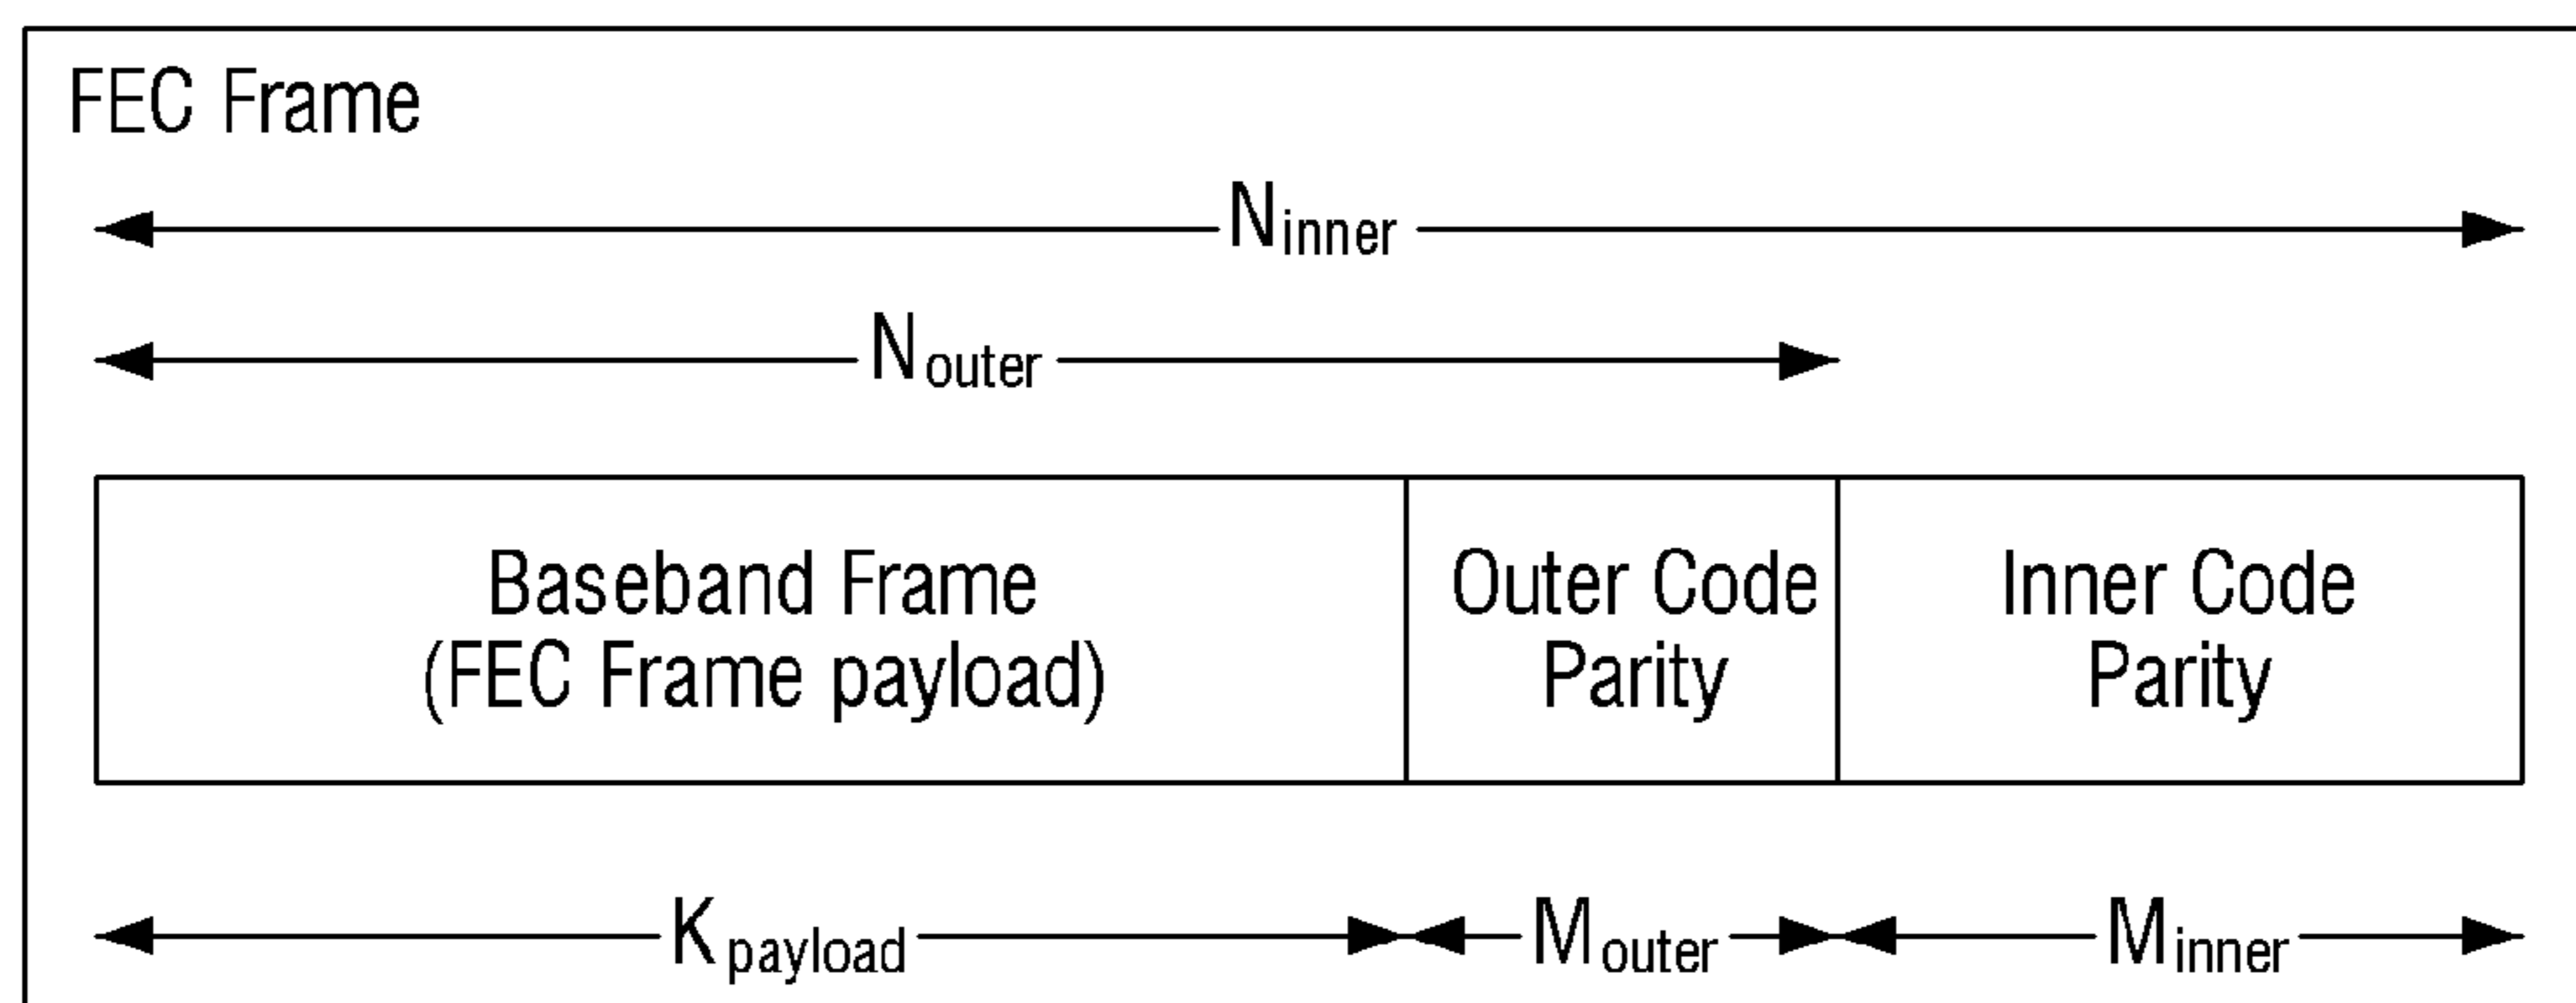 FEC Frame
Ninner
Nouter
Baseband Frame
(FEC Frame payload)
Outer Code
Parity
Inner Code
Parity
Kpayload
Mouter
Minner